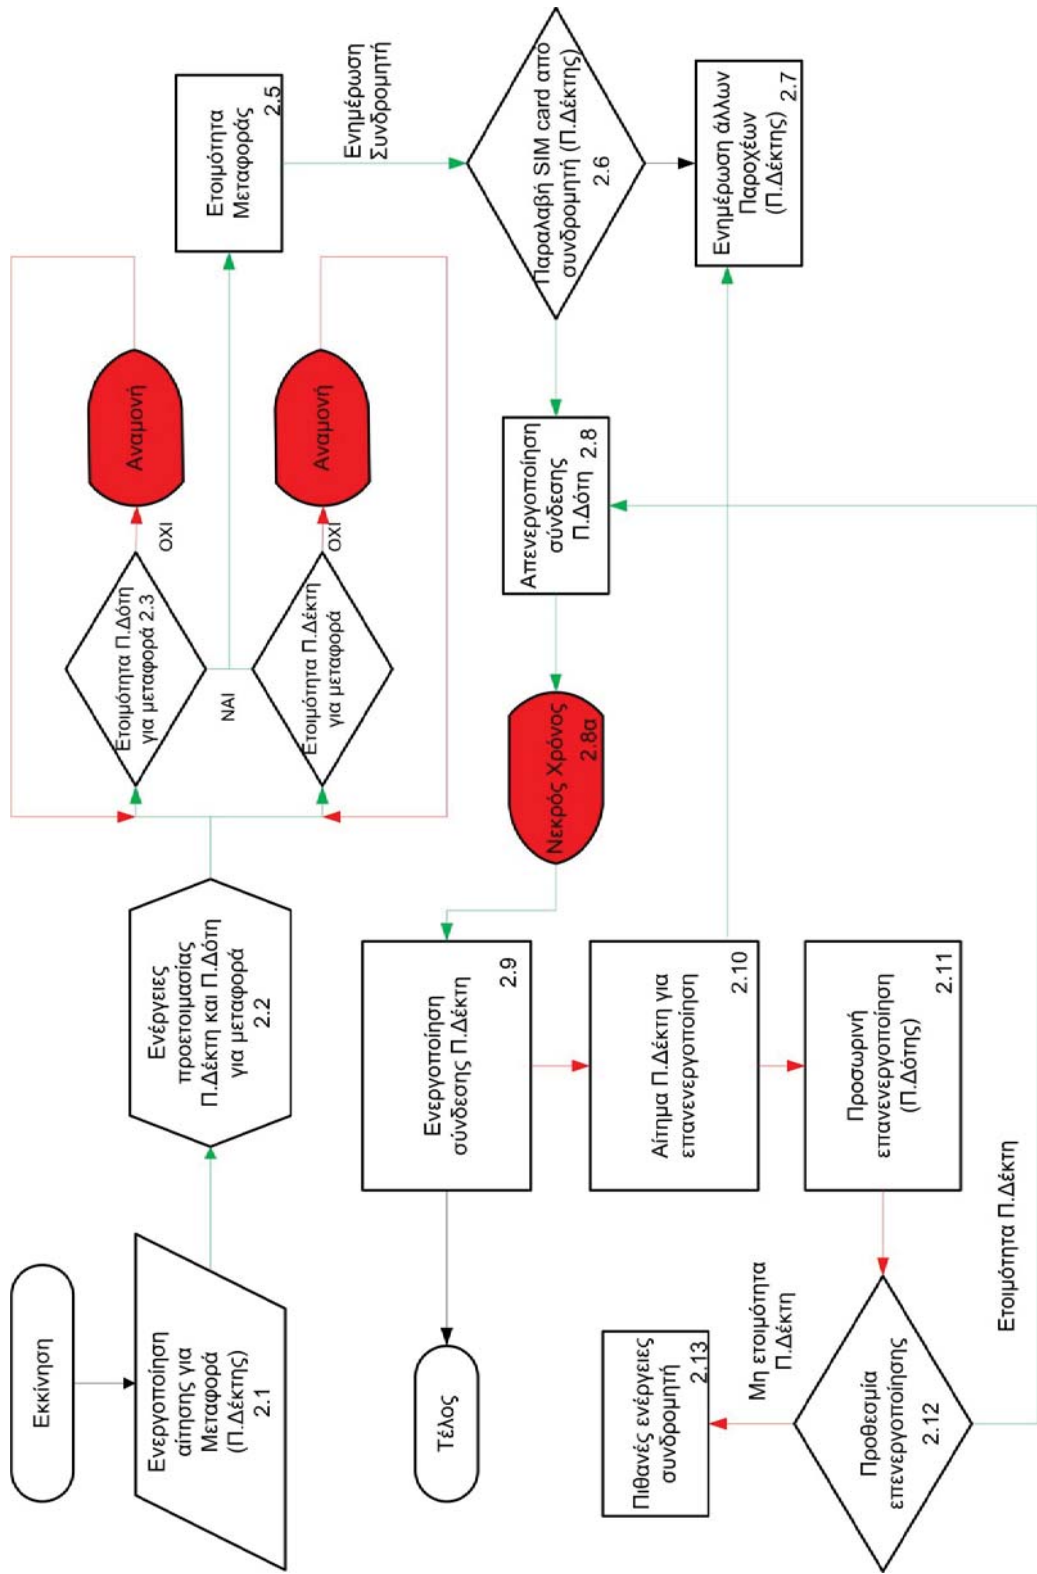 Εκκίνηση
Ενεργοποίηση
αίτησης για
Μεταφορά
(Π.Δέκτης)
2.1
Ενέργειες
προετοιμασίας
Π.Δέκτη και Π.Δότη
για μεταφορά
2.2
Ετοιμότητα Π.Δότη
για μεταφορά 2.3
ΟΧΙ
Αναμονή
ΝΑΙ
Ετοιμότητα Π.Δέκτη
για μεταφορά
ΟΧΙ
Αναμονή
Ετοιμότητα
Μεταφοράς
2.5
Ενημέρωση
Συνδρομητή
Παραλαβή SIM card από
συνδρομητή (Π.Δέκτης)
2.6
Ενημέρωση άλλων
Παροχέων
(Π.Δέκτης)
2.7
Απενεργοποίηση
σύνδεσης
Π.Δότη
2.8
Νεκρός Χρόνος
2.8α
Ενεργοποίηση
σύνδεσης Π.Δέκτη
2.9
Τέλος
Αίτημα Π.Δέκτη για
επανενεργοποίηση
2.10
Προσωρινή
επανενεργοποίηση
(Π.Δότης)
2.11
Προθεσμία
επενεργοποίησης
2.12
Μη ετοιμότητα
Π.Δέκτη
Πιθανές ενέργειες
συνδρομητή
2.13
Ετοιμότητα Π.Δέκτη